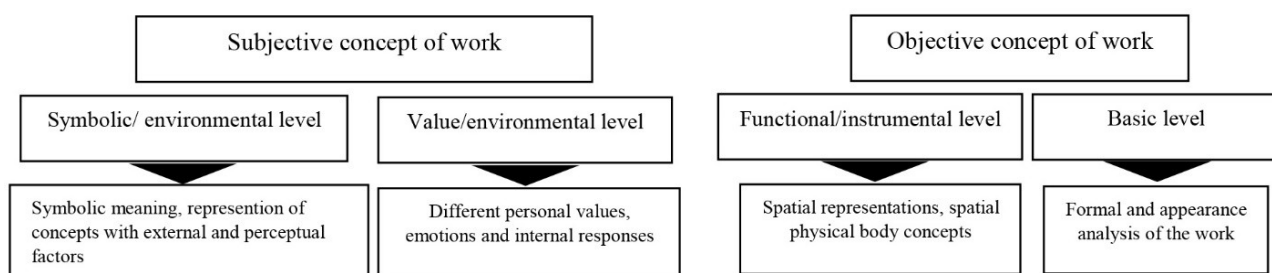 Subjective concept of work
Objective concept of work
Symbolic/ environmental level
Value/environmental level
Functional/instrumental level
Basic level
Symbolic meaning, represention of
concepts with external and perceptual
factors
Different personal values,
emotions and internal responses
Spatial representations, spatial
physical body concepts
Formal and appearance
analysis of the work